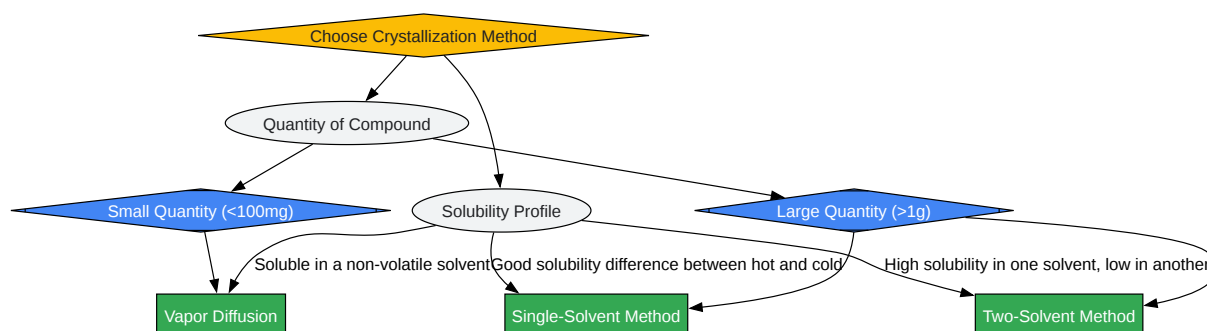 Choose Crystallization Method
Quantity of Compound
Small Quantity (<100mg)
Solubility Profile
Large Quantity (>1g)
Soluble in a non-volatile solvent
Good solubility difference between hot and cold
High solubility in one solvent, low in another
Vapor Diffusion
Single-Solvent Method
Two-Solvent Method